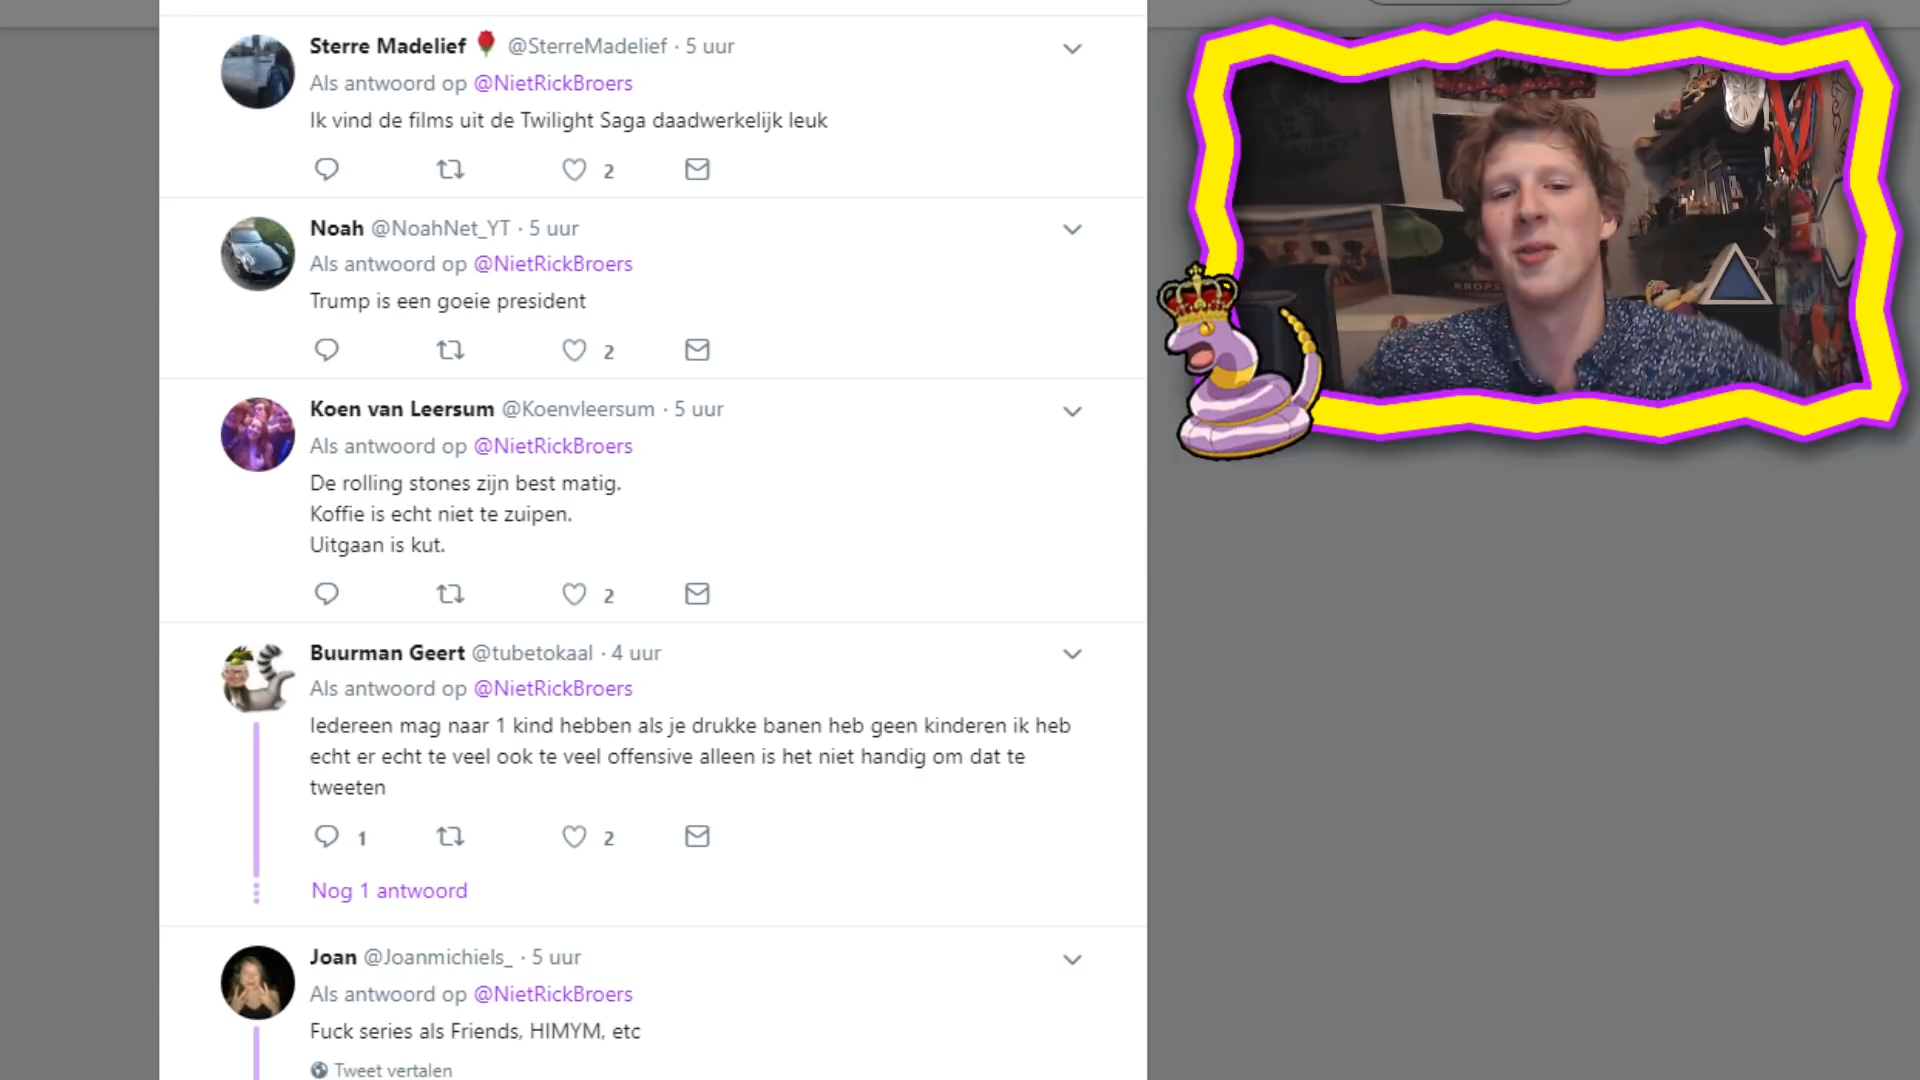 Sterre Madelief 🌹 @SterreMadelief · 5 uur
Als antwoord op @NietRickBroers
Ik vind de films uit de Twilight Saga daadwerkelijk leuk
2
Noah @NoahNet_YT · 5 uur
Als antwoord op @NietRickBroers
Trump is een goeie president
2
Koen van Leersum @Koenvleersum · 5 uur
Als antwoord op @NietRickBroers
De rolling stones zijn best matig.
Koffie is echt niet te zuipen.
Uitgaan is kut.
2
Buurman Geert @tubetokaal · 4 uur
Als antwoord op @NietRickBroers
Iedereen mag naar 1 kind hebben als je drukke banen heb geen kinderen ik heb
echt er echt te veel ook te veel offensive alleen is het niet handig om dat te
tweeten
1 2
Nog 1 antwoord
Joan @Joanmichiels_ · 5 uur
Als antwoord op @NietRickBroers
Fuck series als Friends, HIMYM, etc
Tweet vertalen